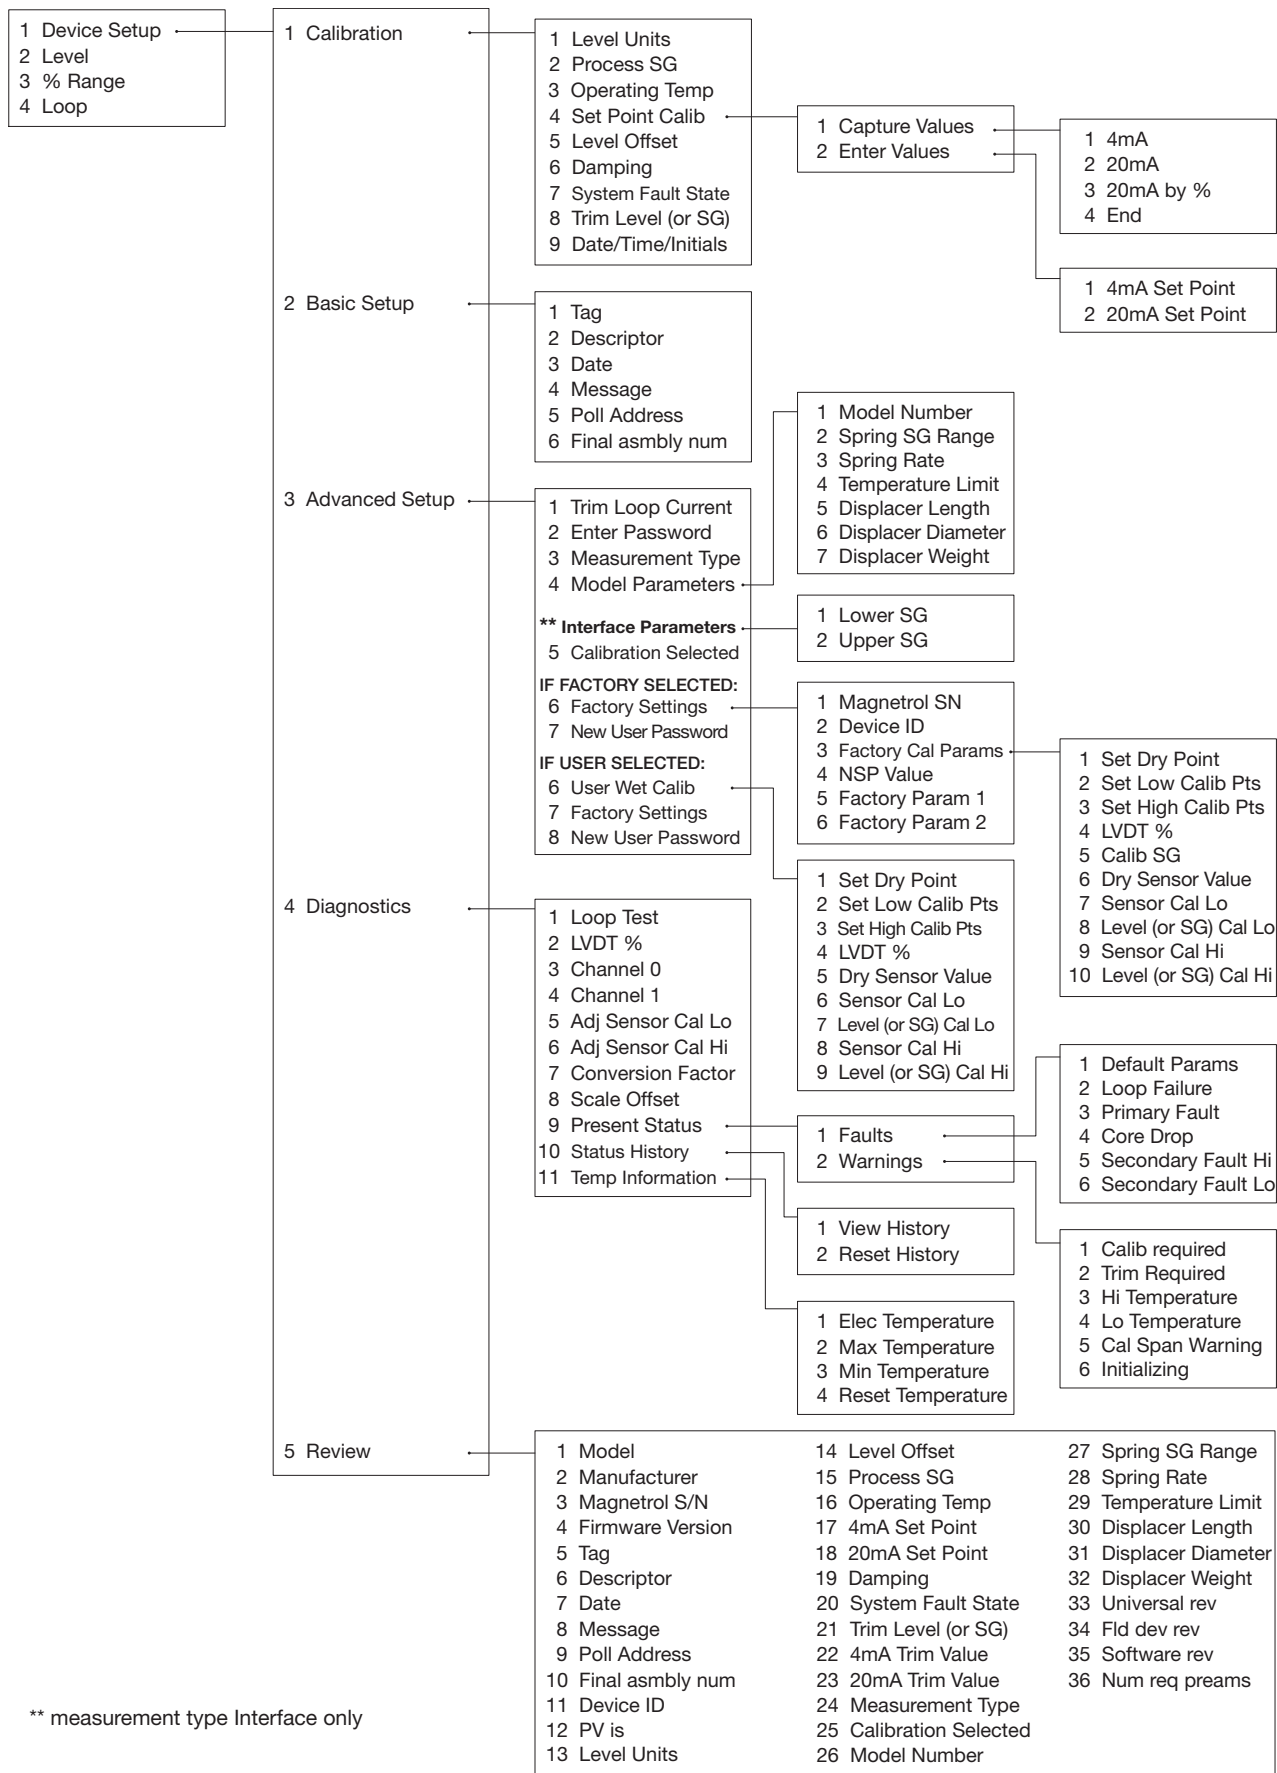 1 Device Setup
2 Level
3 % Range
4 Loop
1 Calibration
1 Level Units
2 Process SG
3 Operating Temp
4 Set Point Calib
5 Level Offset
6 Damping
7 System Fault State
8 Trim Level (or SG)
9 Date/Time/Initials
1 Capture Values
2 Enter Values
1 4mA
2 20mA
3 20mA by %
4 End
1 4mA Set Point
2 20mA Set Point
2 Basic Setup
1 Tag
2 Descriptor
3 Date
4 Message
5 Poll Address
6 Final asmbly num
3 Advanced Setup
1 Trim Loop Current
2 Enter Password
3 Measurement Type
4 Model Parameters
** Interface Parameters
5 Calibration Selected
IF FACTORY SELECTED:
6 Factory Settings
7 New User Password
IF USER SELECTED:
6 User Wet Calib
7 Factory Settings
8 New User Password
1 Model Number
2 Spring SG Range
3 Spring Rate
4 Temperature Limit
5 Displacer Length
6 Displacer Diameter
7 Displacer Weight
1 Lower SG
2 Upper SG
1 Magnetrol SN
2 Device ID
3 Factory Cal Params
4 NSP Value
5 Factory Param 1
6 Factory Param 2
1 Set Dry Point
2 Set Low Calib Pts
3 Set High Calib Pts
4 LVDT %
5 Calib SG
6 Dry Sensor Value
7 Sensor Cal Lo
8 Level (or SG) Cal Lo
9 Sensor Cal Hi
10 Level (or SG) Cal Hi
1 Set Dry Point
2 Set Low Calib Pts
3 Set High Calib Pts
4 LVDT %
5 Dry Sensor Value
6 Sensor Cal Lo
7 Level (or SG) Cal Lo
8 Sensor Cal Hi
9 Level (or SG) Cal Hi
4 Diagnostics
1 Loop Test
2 LVDT %
3 Channel 0
4 Channel 1
5 Adj Sensor Cal Lo
6 Adj Sensor Cal Hi
7 Conversion Factor
8 Scale Offset
9 Present Status
10 Status History
11 Temp Information
1 Faults
2 Warnings
1 Default Params
2 Loop Failure
3 Primary Fault
4 Core Drop
5 Secondary Fault Hi
6 Secondary Fault Lo
1 Calib required
2 Trim Required
3 Hi Temperature
4 Lo Temperature
5 Cal Span Warning
6 Initializing
1 View History
2 Reset History
1 Elec Temperature
2 Max Temperature
3 Min Temperature
4 Reset Temperature
5 Review
1 Model
2 Manufacturer
3 Magnetrol S/N
4 Firmware Version
5 Tag
6 Descriptor
7 Date
8 Message
9 Poll Address
10 Final asmbly num
11 Device ID
12 PV is
13 Level Units
14 Level Offset
15 Process SG
16 Operating Temp
17 4mA Set Point
18 20mA Set Point
19 Damping
20 System Fault State
21 Trim Level (or SG)
22 4mA Trim Value
23 20mA Trim Value
24 Measurement Type
25 Calibration Selected
26 Model Number
27 Spring SG Range
28 Spring Rate
29 Temperature Limit
30 Displacer Length
31 Displacer Diameter
32 Displacer Weight
33 Universal rev
34 Fld dev rev
35 Software rev
36 Num req preams
** measurement type Interface only